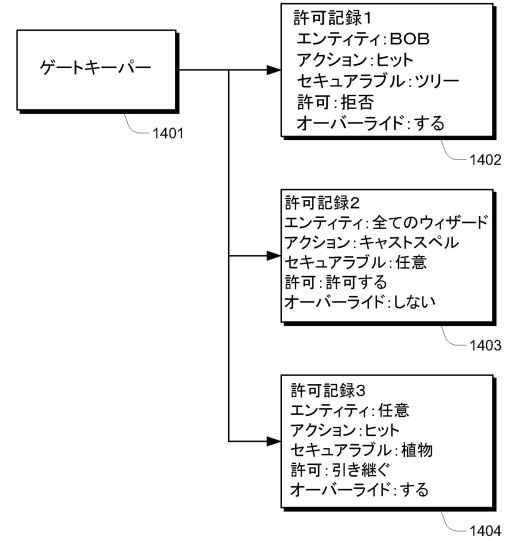 ゲートキーパー
1401
許可記録1
エンティティ:BOB
アクション:ヒット
セキュアラブル:ツリー
許可:拒否
オーバーライド:する
1402
許可記録2
エンティティ:全てのウィザード
アクション:キャストスペル
セキュアラブル:任意
許可:許可する
オーバーライド:しない
1403
許可記録3
エンティティ:任意
アクション:ヒット
セキュアラブル:植物
許可:引き継ぐ
オーバーライド:する
1404